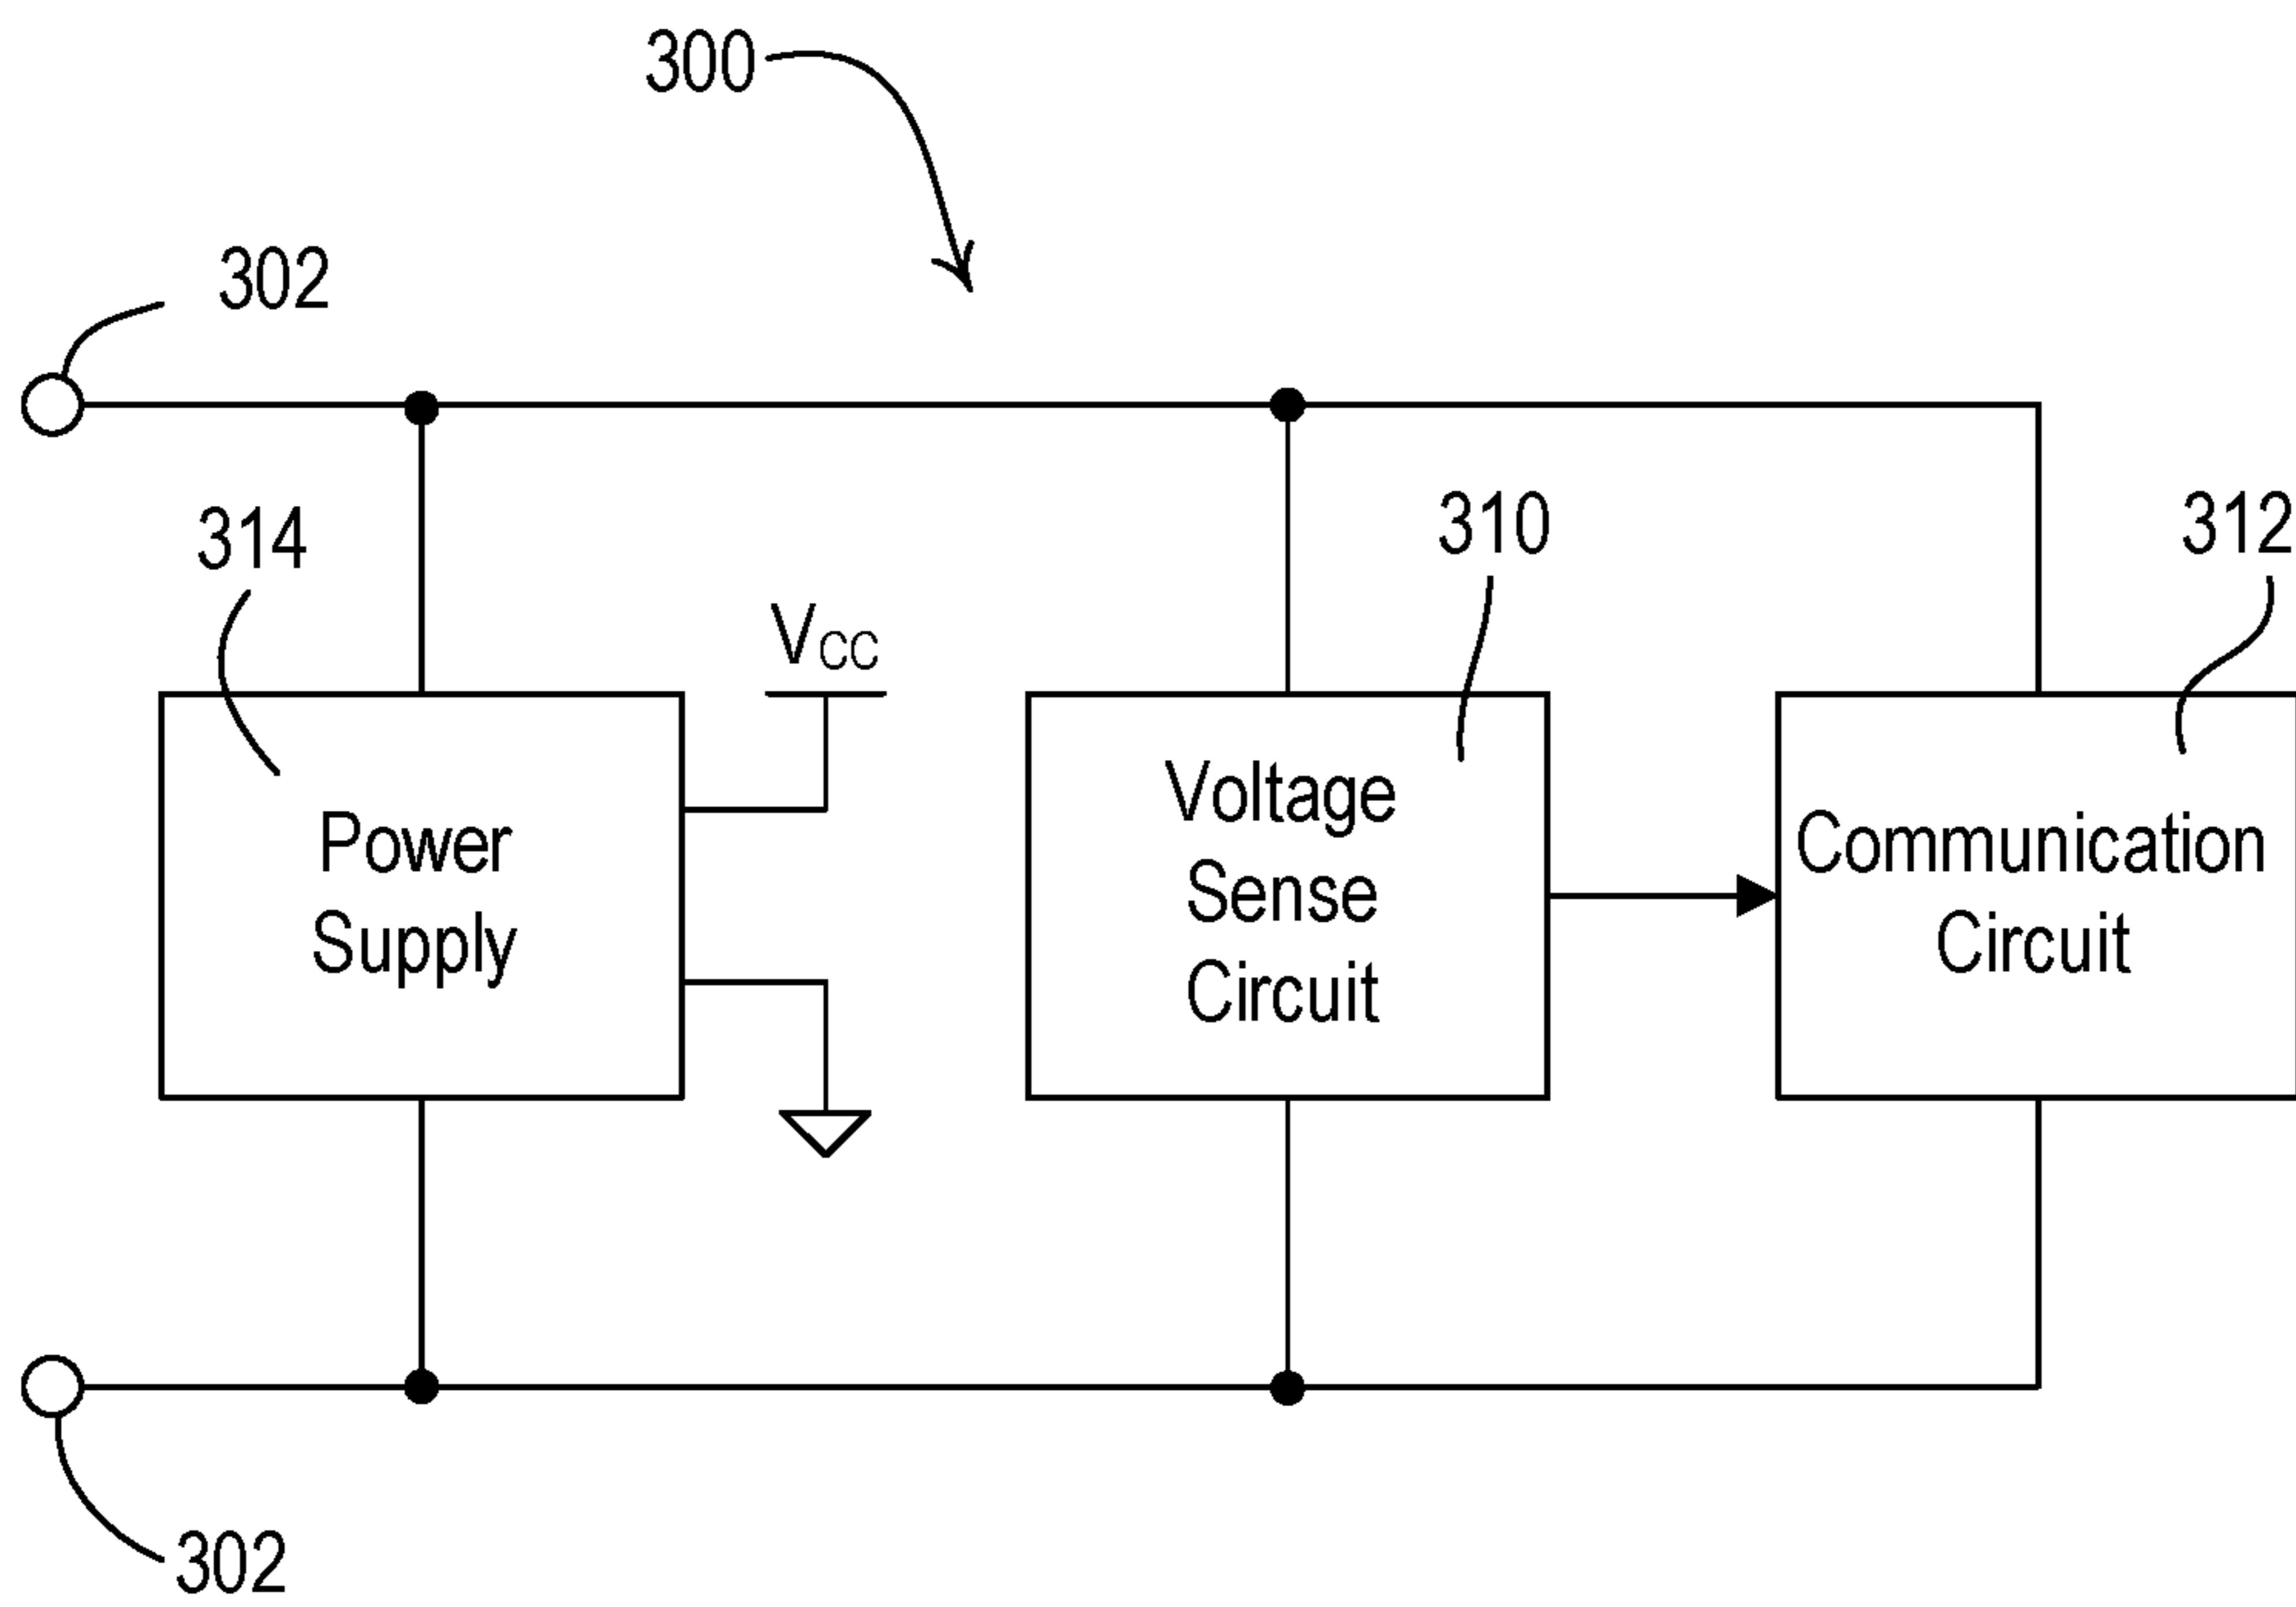 300
302
314
310
312
VCC
Power
Supply
Voltage
Sense
Circuit
Communication
Circuit
302